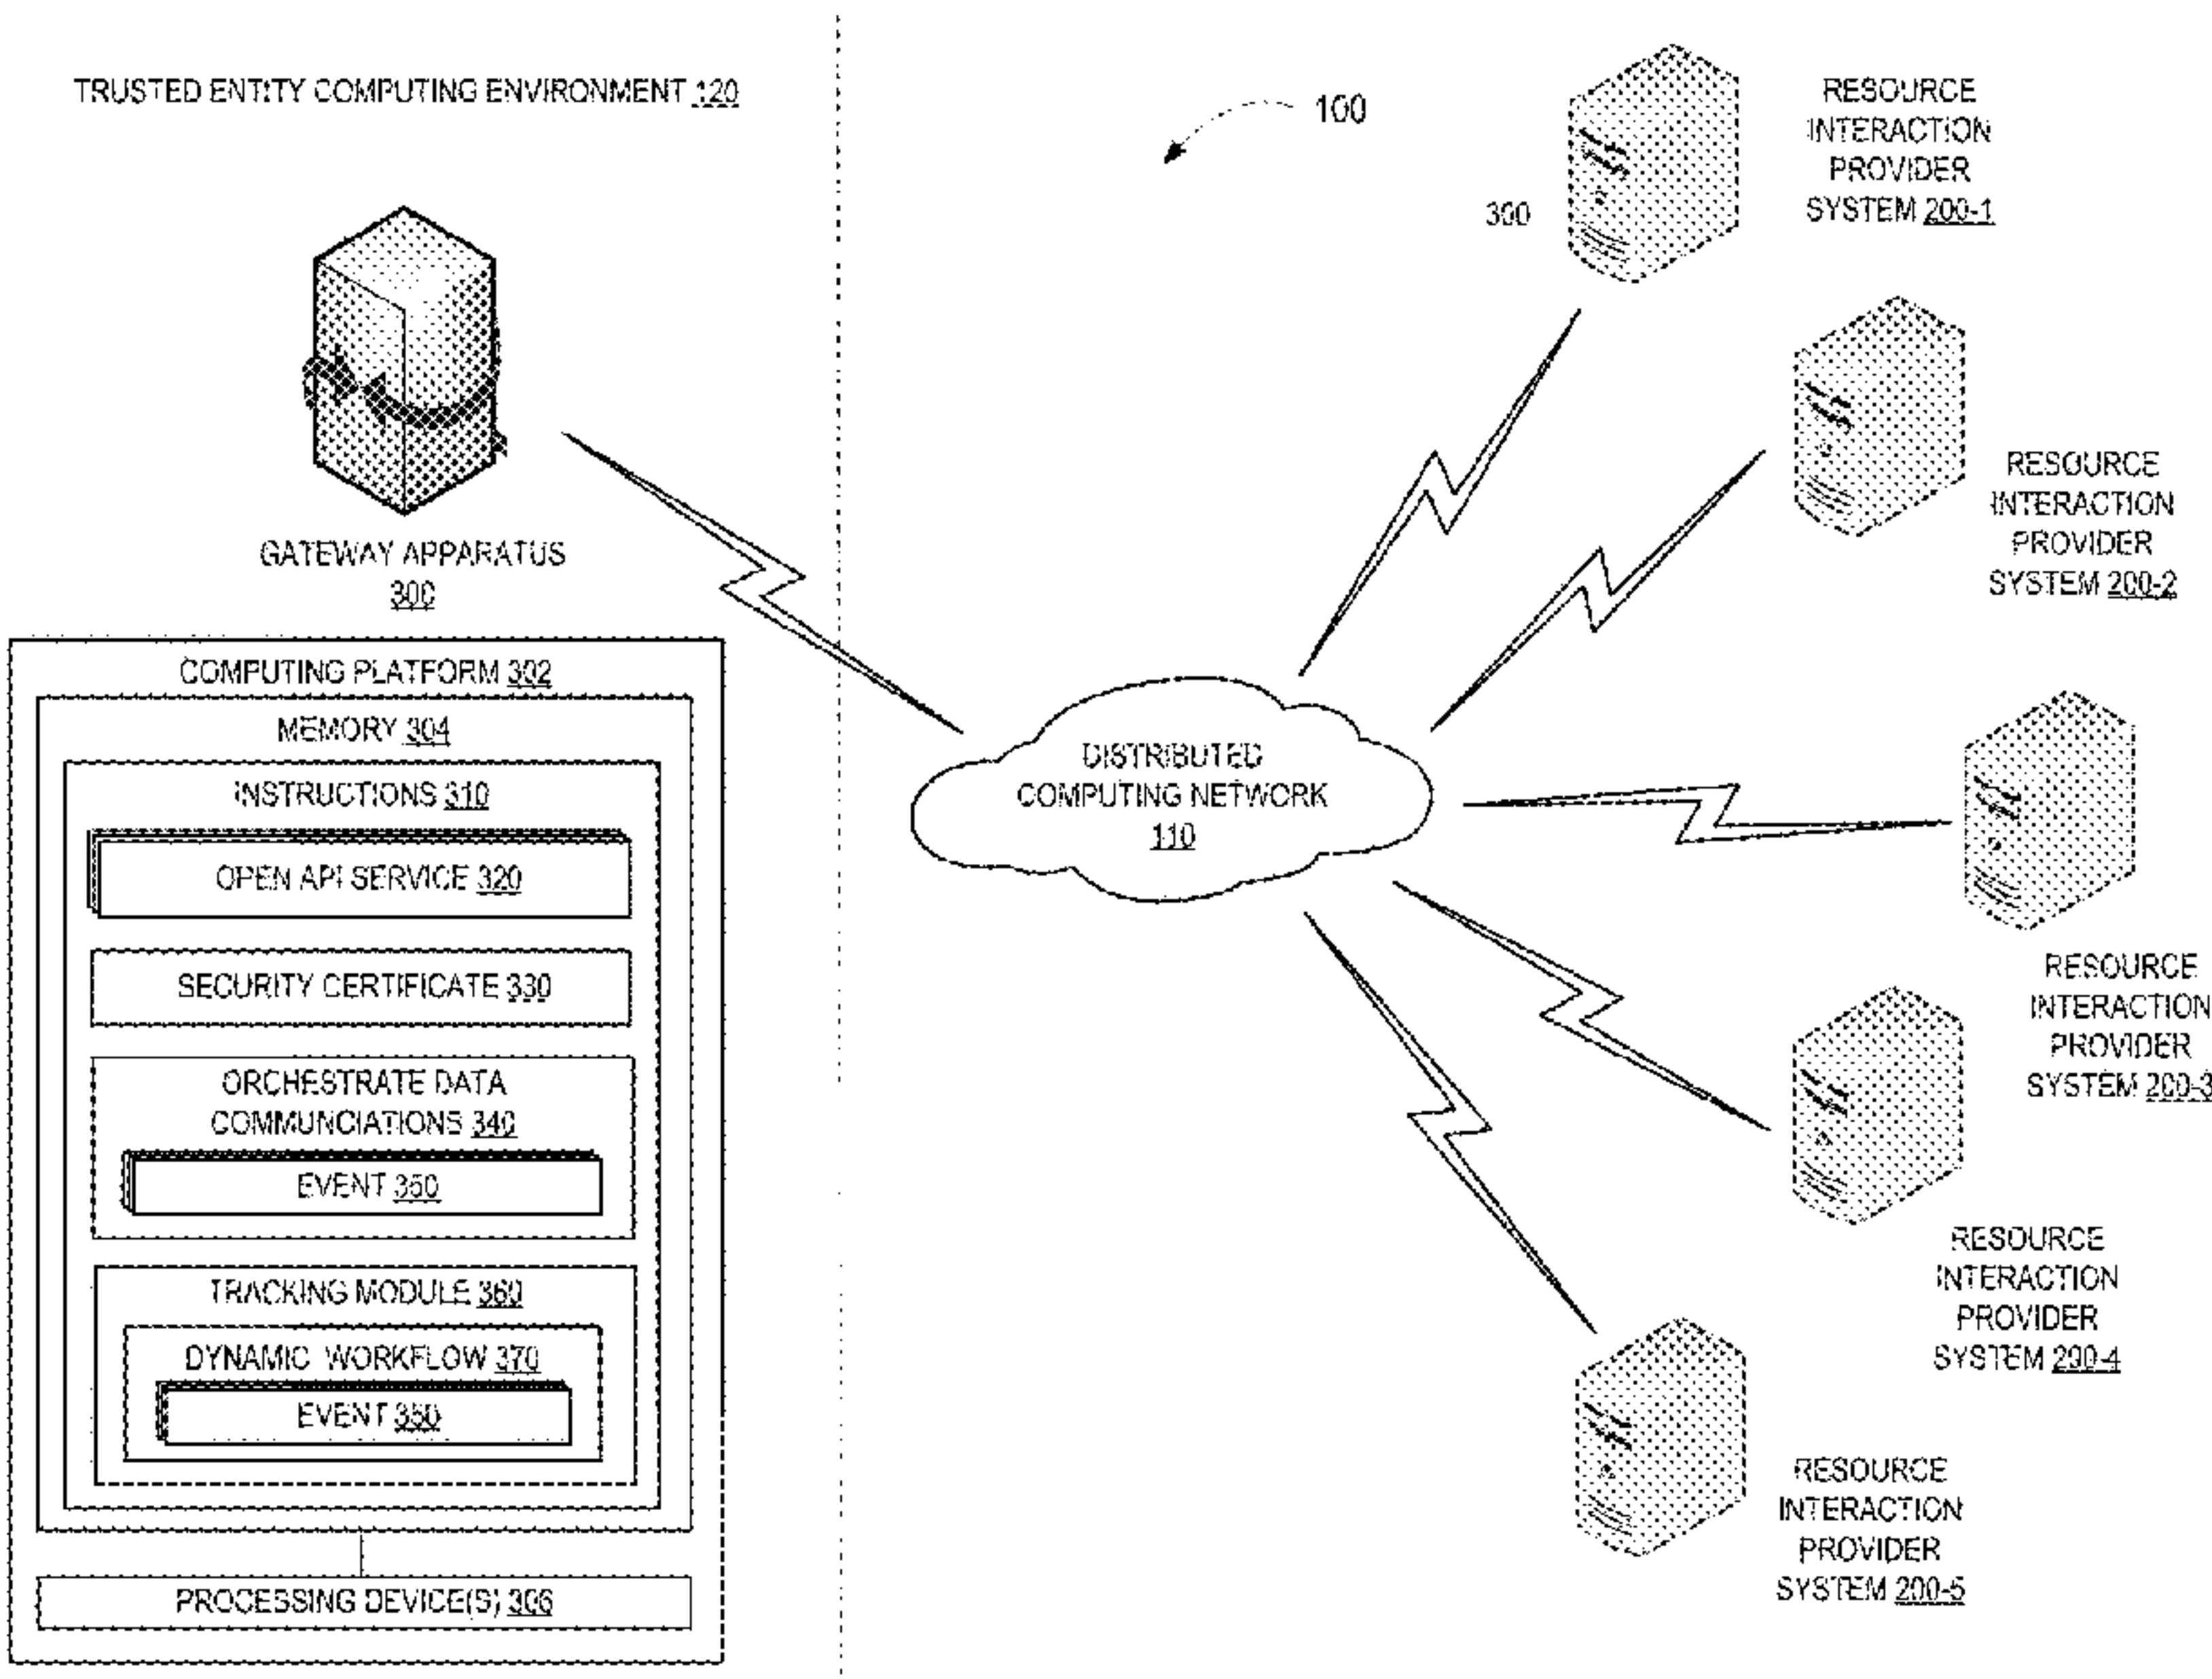 TRUSTED ENTITY COMPUTING ENVIRONMENT 120
GATEWAY APPARATUS
300
COMPUTING PLATFORM 302
MEMORY 304
INSTRUCTIONS 310
OPEN API SERVICE 320
SECURITY CERTIFICATE 330
ORCHESTRATE DATA
COMMUNCIATIONS 340
EVENT 350
TRACKING MODULE 360
DYNAMIC WORKFLOW 370
EVENT 350
PROCESSING DEVICE(S) 306
100
300
DISTRIBUTED
COMPUTING NETWORK
110
RESOURCE
INTERACTION
PROVIDER
SYSTEM 200-1
RESOURCE
INTERACTION
PROVIDER
SYSTEM 200-2
RESOURCE
INTERACTION
PROVIDER
SYSTEM 200-3
RESOURCE
INTERACTION
PROVIDER
SYSTEM 200-4
RESOURCE
INTERACTION
PROVIDER
SYSTEM 200-5